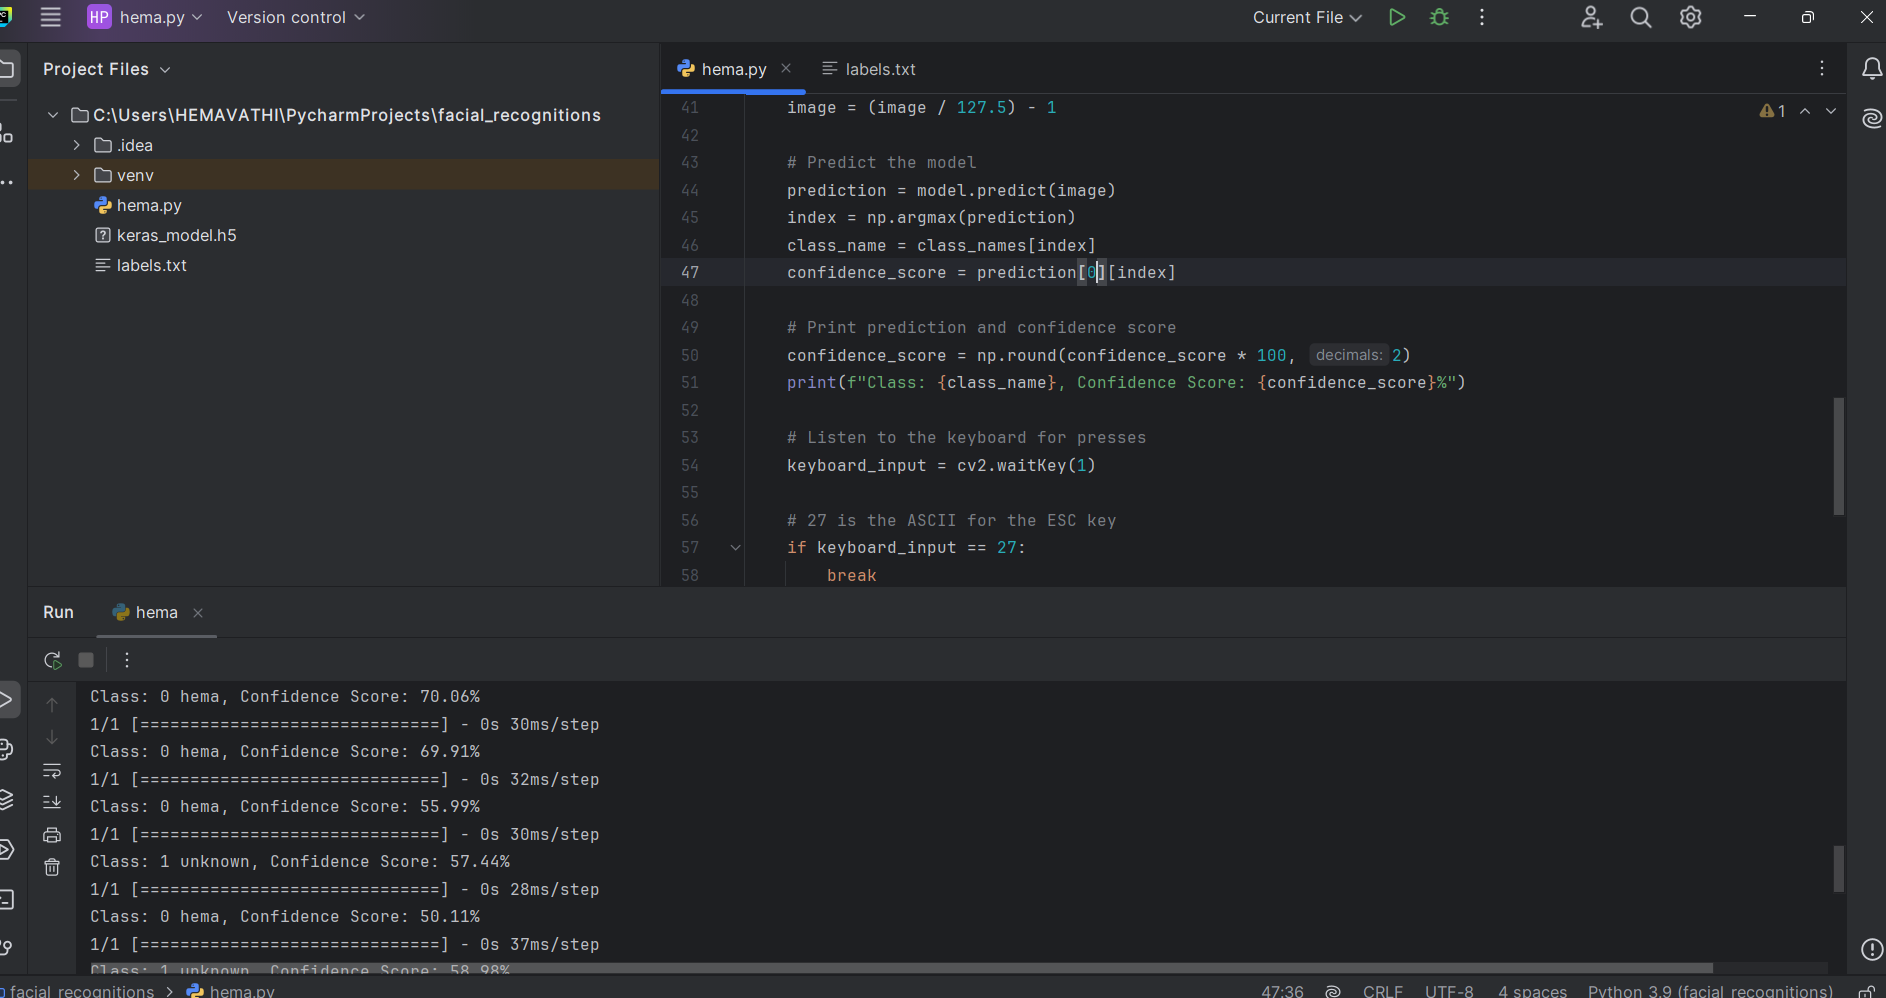 HP hema.py Version control Current File
Project Files
C:\Users\HEMAVATHI\PycharmProjects\facial_recognitions
.idea
venv
hema.py
keras_model.h5
labels.txt
hema.py labels.txt
1
41 image = (image / 127.5) - 1
42
43 # Predict the model
44 prediction = model.predict(image)
45 index = np.argmax(prediction)
46 class_name = class_names[index]
47 confidence_score = prediction[0][index]
48
49 # Print prediction and confidence score
50 confidence_score = np.round(confidence_score * 100, decimals: 2)
51 print(f"Class: {class_name}, Confidence Score: {confidence_score}%")
52
53 # Listen to the keyboard for presses
54 keyboard_input = cv2.waitKey(1)
55
56 # 27 is the ASCII for the ESC key
57 if keyboard_input == 27:
58 break
Run hema
Class: 0 hema, Confidence Score: 70.06%
1/1 [==============================] - 0s 30ms/step
Class: 0 hema, Confidence Score: 69.91%
1/1 [==============================] - 0s 32ms/step
Class: 0 hema, Confidence Score: 55.99%
1/1 [==============================] - 0s 30ms/step
Class: 1 unknown, Confidence Score: 57.44%
1/1 [==============================] - 0s 28ms/step
Class: 0 hema, Confidence Score: 50.11%
1/1 [==============================] - 0s 37ms/step
Class: 1 unknown, Confidence Score: 58.98%
facial_recognitions > hema.py 47:36 CRLF UTF-8 4 spaces Python 3.9 (facial_recognitions)